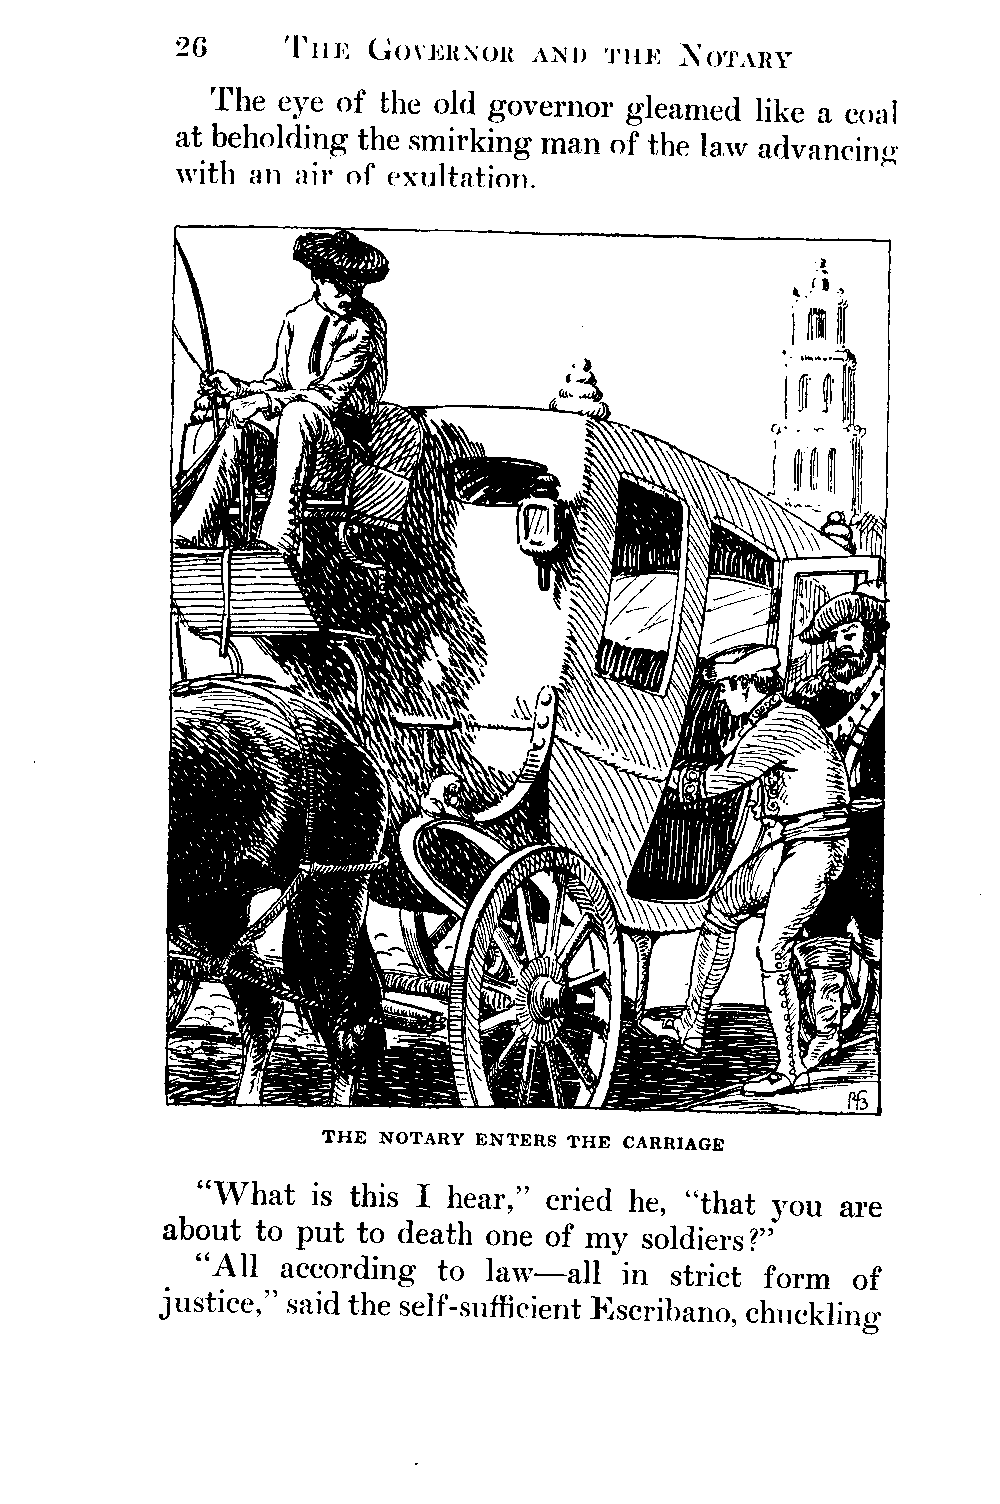 26 THE GOVERNOR AND THE NOTARY
The eye of the old governor gleamed like a coal
at beholding the smirking man of the law advancing
with an air of exultation.
THE NOTARY ENTERS THE CARRIAGE
“What is this I hear,” cried he, “that you are
about to put to death one of my soldiers?”
“All according to law—all in strict form of
justice,” said the self-sufficient Escribano, chuckling